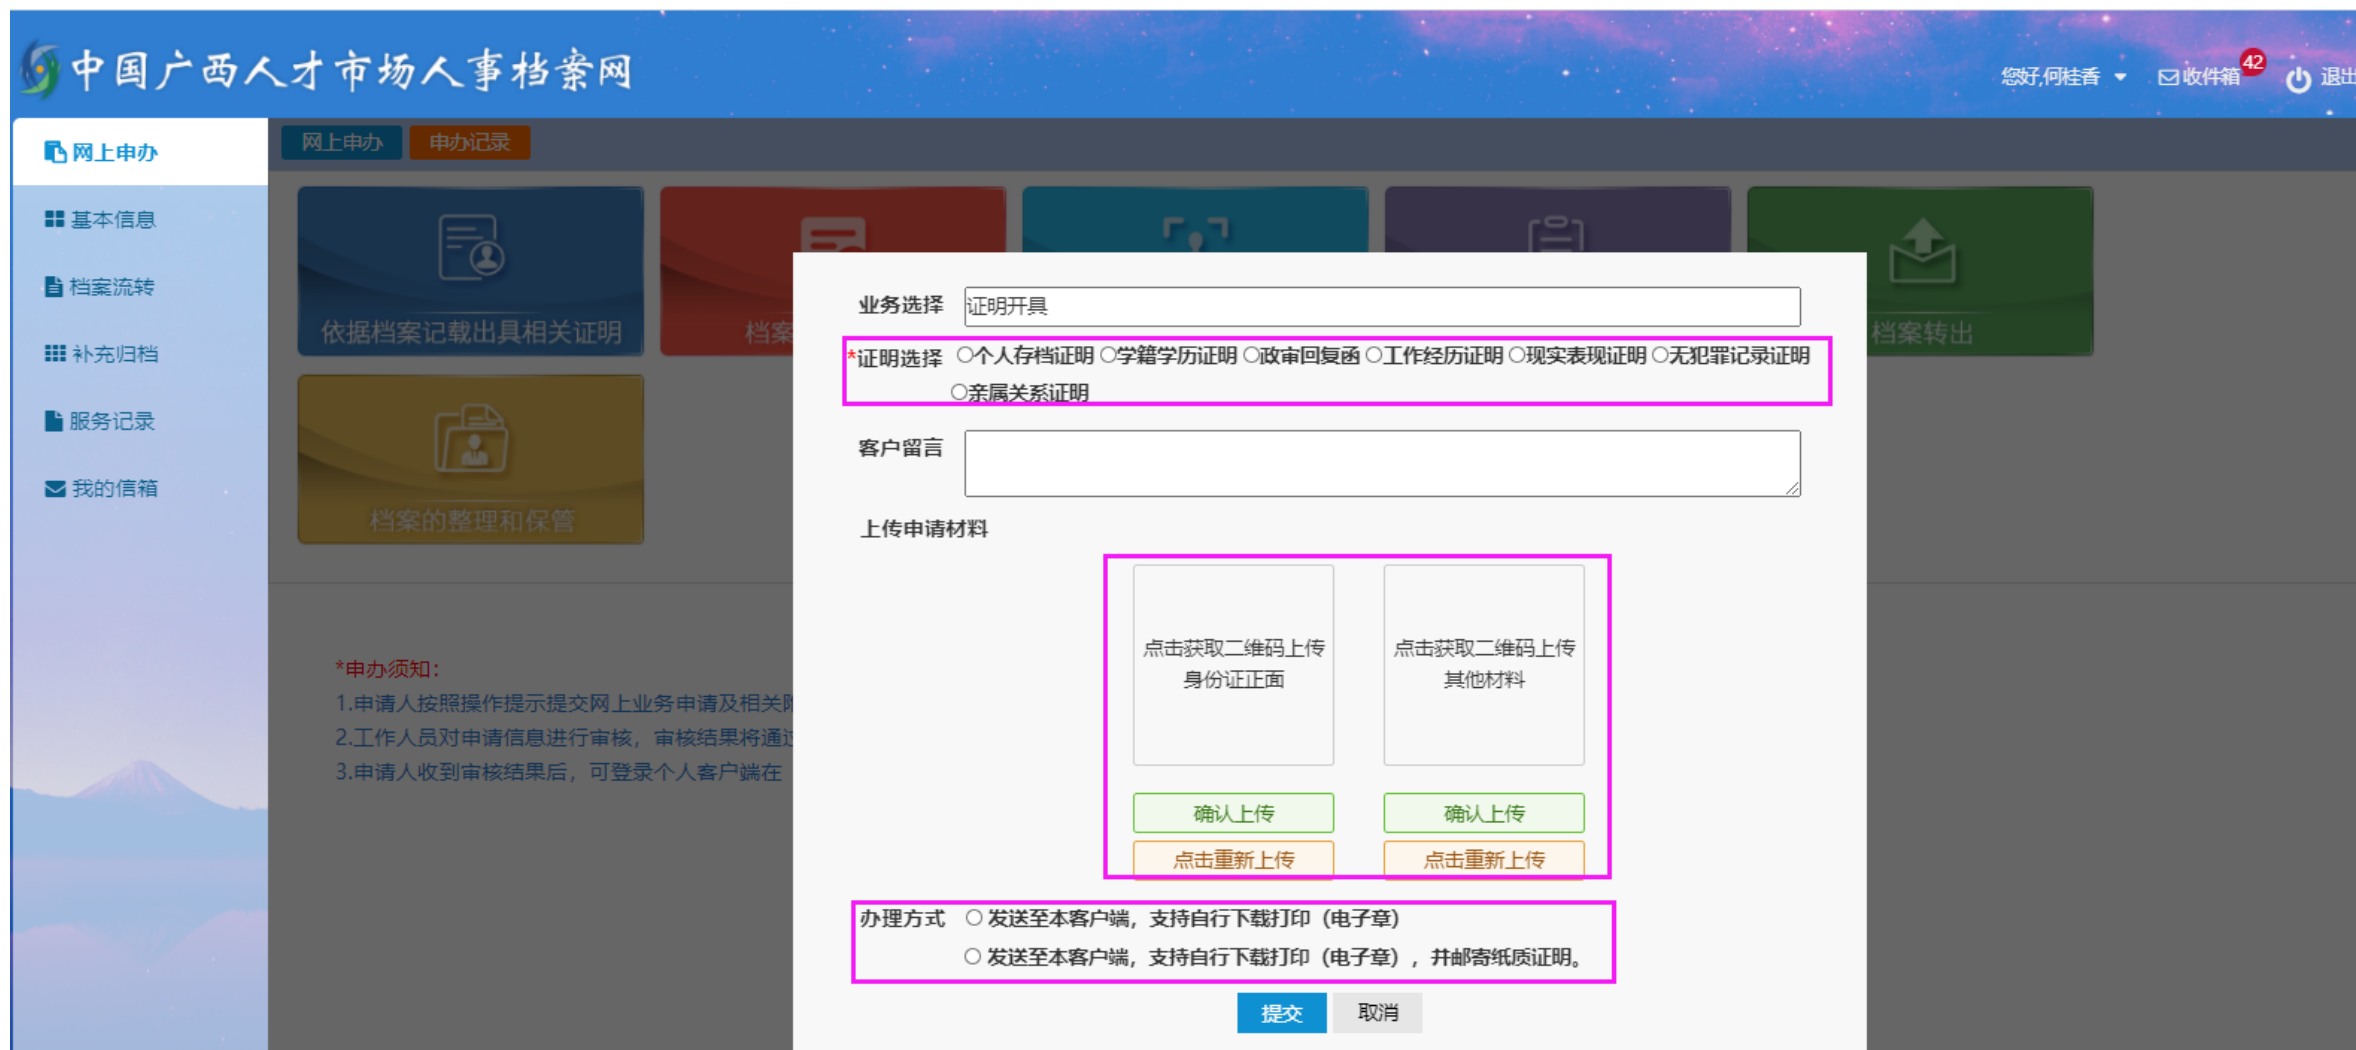 中国广西人才市场人事档案网
您好,何桂香
收件箱
42
退出
网上申办
基本信息
档案流转
补充归档
服务记录
我的信箱
网上申办 申办记录
依据档案记载出具相关证明
档案
档案转出
档案的整理和保管
*申办须知：
1.申请人按照操作提示提交网上业务申请及相关
2.工作人员对申请信息进行审核，审核结果将通
3.申请人收到审核结果后，可登录个人客户端在
业务选择 证明开具
*证明选择 个人存档证明 学籍学历证明 政审回复函 工作经历证明 现实表现证明 无犯罪记录证明
亲属关系证明
客户留言
上传申请材料
点击获取二维码上传
身份证正面
点击获取二维码上传
其他材料
确认上传 确认上传
点击重新上传 点击重新上传
办理方式 发送至本客户端，支持自行下载打印（电子章）
发送至本客户端，支持自行下载打印（电子章），并邮寄纸质证明。
提交 取消